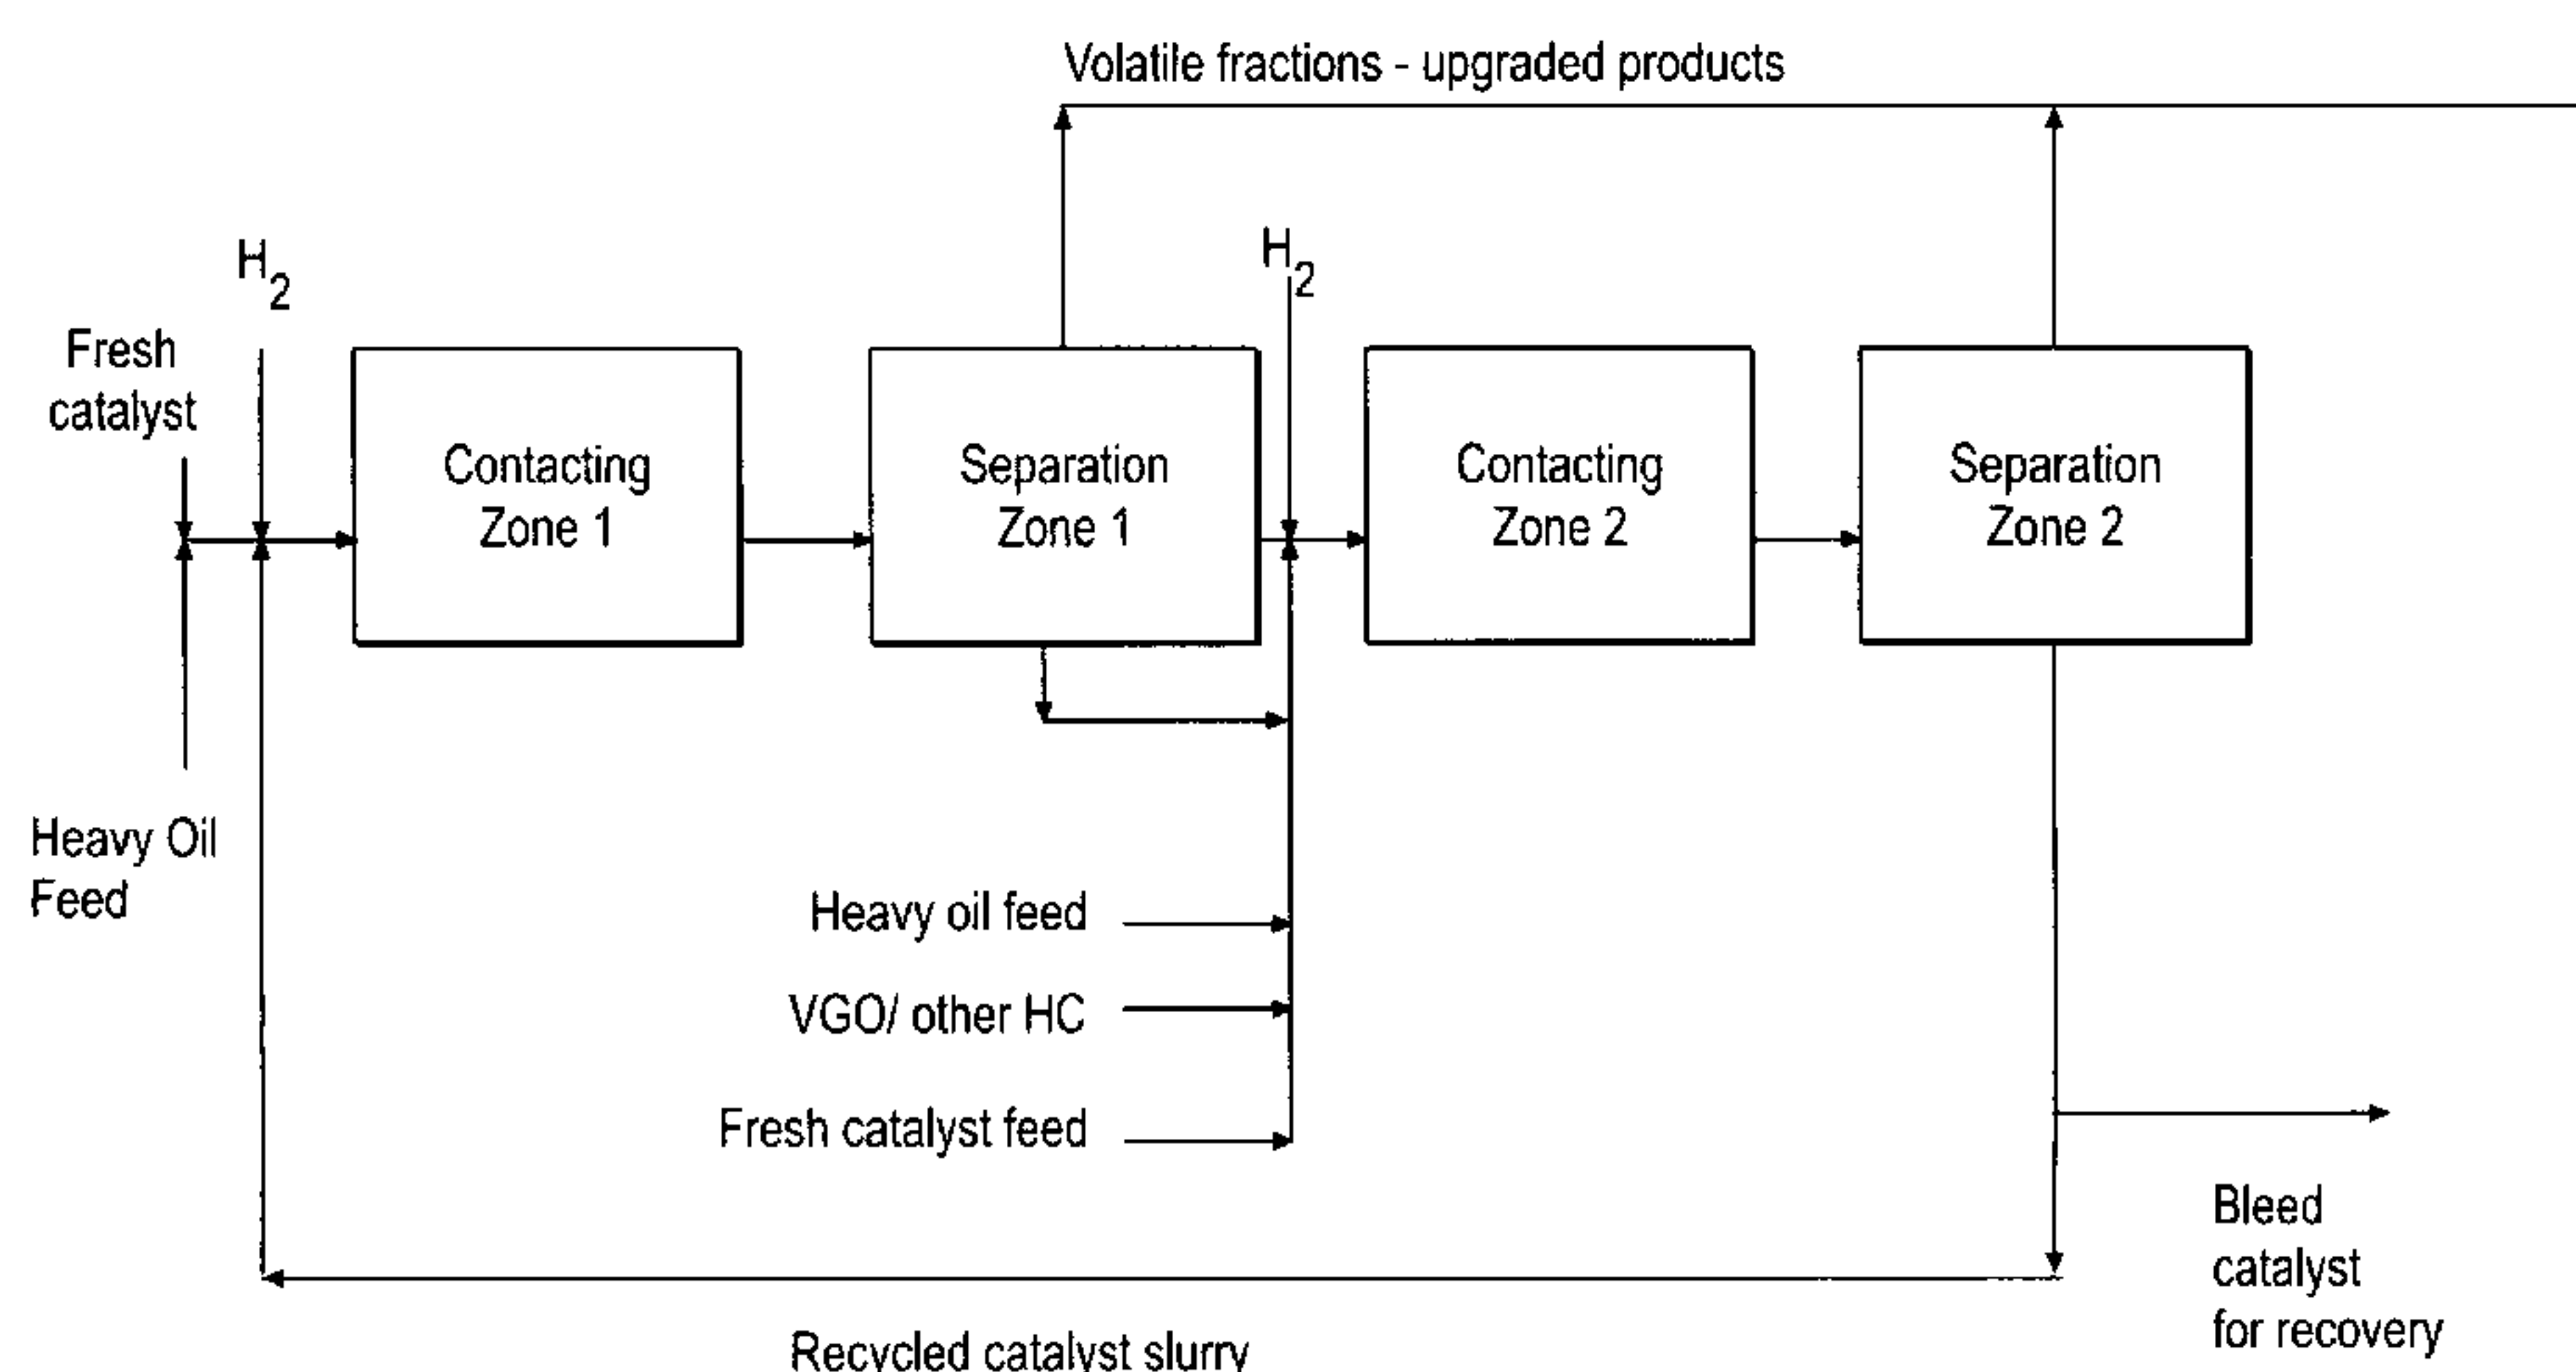 Volatile fractions - upgraded products
H2
H2
Fresh
catalyst
Contacting
Zone 1
Separation
Zone 1
Contacting
Zone 2
Separation
Zone 2
Heavy Oil
Feed
Heavy oil feed
VGO/ other HC
Fresh catalyst feed
Bleed
catalyst
for recovery
Recycled catalyst slurry